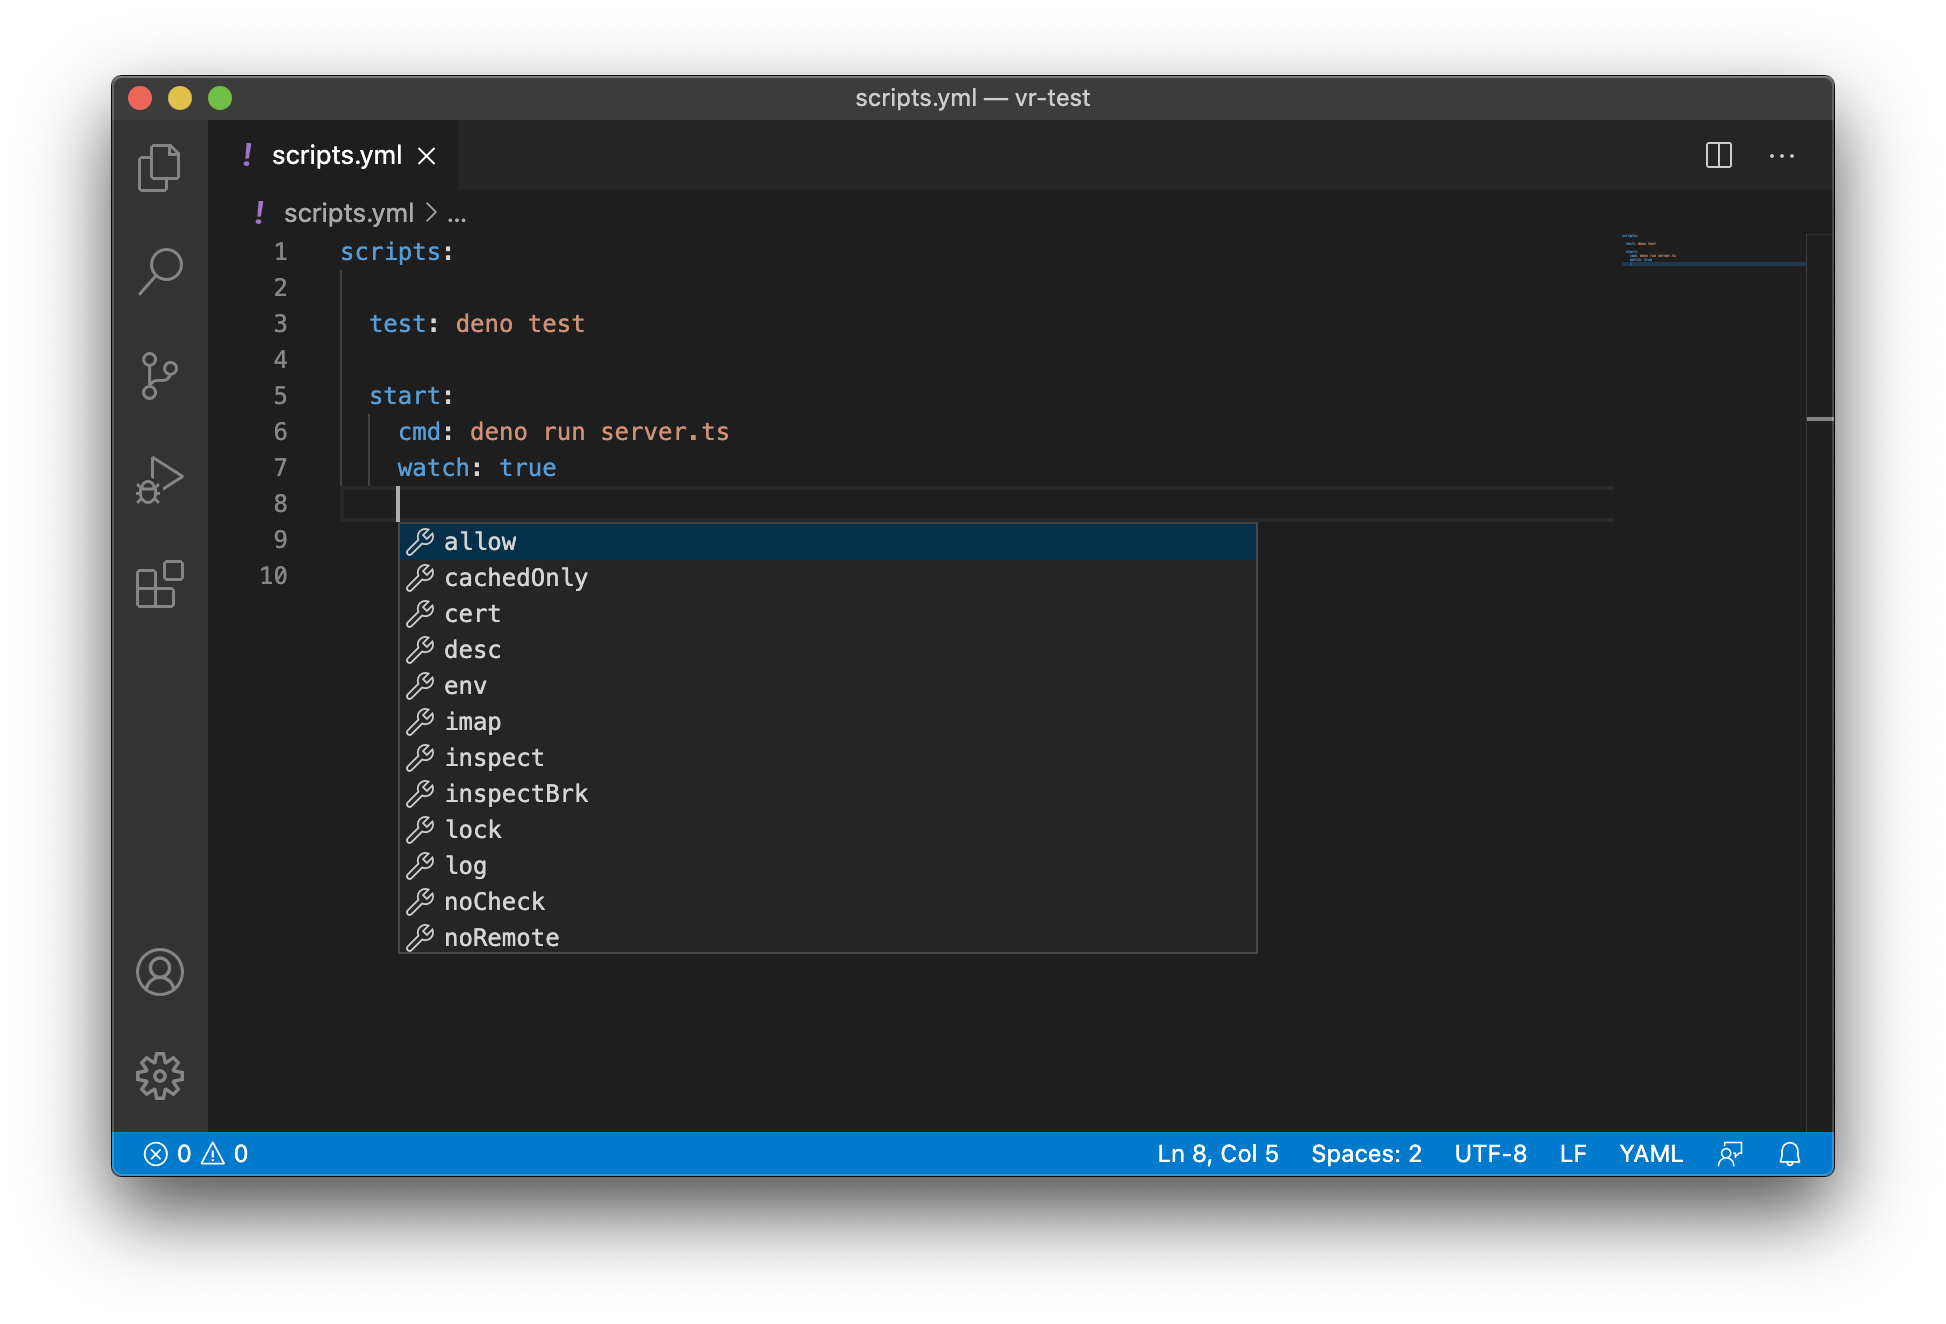 scripts.yml — vr-test
! scripts.yml
! scripts.yml > ...
1 scripts:
2
3 test: deno test
4
5 start:
6 cmd: deno run server.ts
7 watch: true
8
9
10
allow
cachedOnly
cert
desc
env
imap
inspect
inspectBrk
lock
log
noCheck
noRemote
0 0 Ln 8, Col 5 Spaces: 2 UTF-8 LF YAML